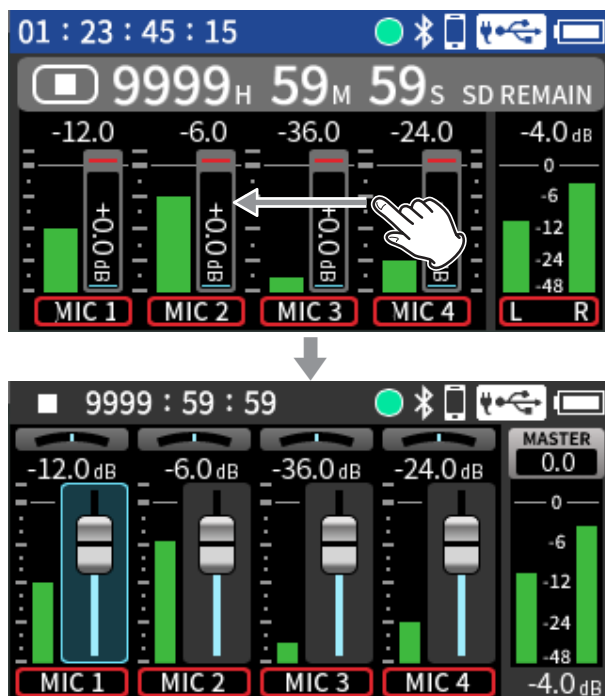 01 : 23 : 45 : 15
9999H 59M 59S SD REMAIN
-12.0 -6.0 -36.0 -24.0 -4.0 dB
+0.0 dB +0.0 dB +0.0 dB dB
0
-6
-12
-24
-48
MIC 1 MIC 2 MIC 3 MIC 4 L R
9999 : 59 : 59
MASTER
0.0
-12.0 dB -6.0 dB -36.0 dB -24.0 dB
0
-6
-12
-24
-48
MIC 1 MIC 2 MIC 3 MIC 4 -4.0 dB